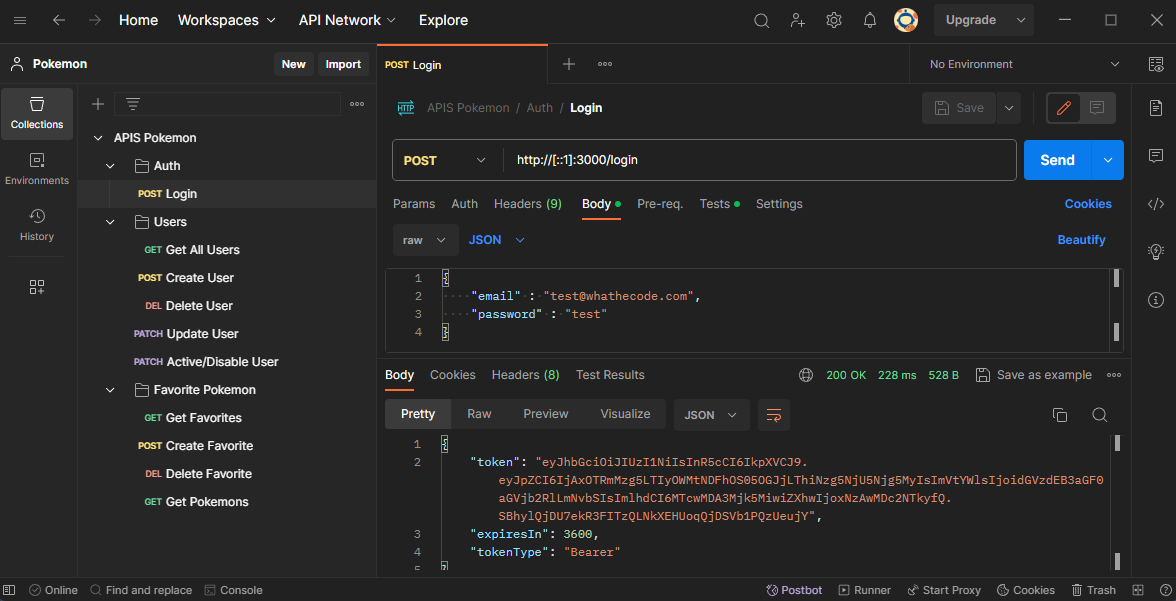 Home Workspaces API Network Explore Upgrade
Pokemon New Import POST Login No Environment
Collections
Environments
History
APIS Pokemon
Auth
POST Login
Users
GET Get All Users
POST Create User
DEL Delete User
PATCH Update User
PATCH Active/Disable User
Favorite Pokemon
GET Get Favorites
POST Create Favorite
DEL Delete Favorite
GET Get Pokemons
HTTP APIS Pokemon / Auth / Login Save
POST http://[::1]:3000/login Send
Params Auth Headers (9) Body Pre-req. Tests Settings Cookies
raw JSON Beautify
1 {
2 "email" : "test@whathecode.com",
3 "password" : "test"
4 }
Body Cookies Headers (8) Test Results 200 OK 228 ms 528 B Save as example
Pretty Raw Preview Visualize JSON
1 {
2 "token": "eyJhbGciOiJIUzI1NiIsInR5cCI6IkpXVCJ9.
eyJpZCI6IjAxOTRmMzg5LTIyOWMtNDFhOS05OGJjLThiNzg5NjU5Njg5MyIsImVtYWlsIjoidGVzdEB3aGF0
aGVjb2RlLmNvbSIsImlhdCI6MTcwMDA3Mjk5MiwiZXhwIjoxNzAwMDc2NTkyfQ.
SBhylQjDU7ekR3FITzQLNkXEHUoqQjDSVb1PQzUeujY",
3 "expiresIn": 3600,
4 "tokenType": "Bearer"
5 }
Online Find and replace Console Postbot Runner Start Proxy Cookies Trash